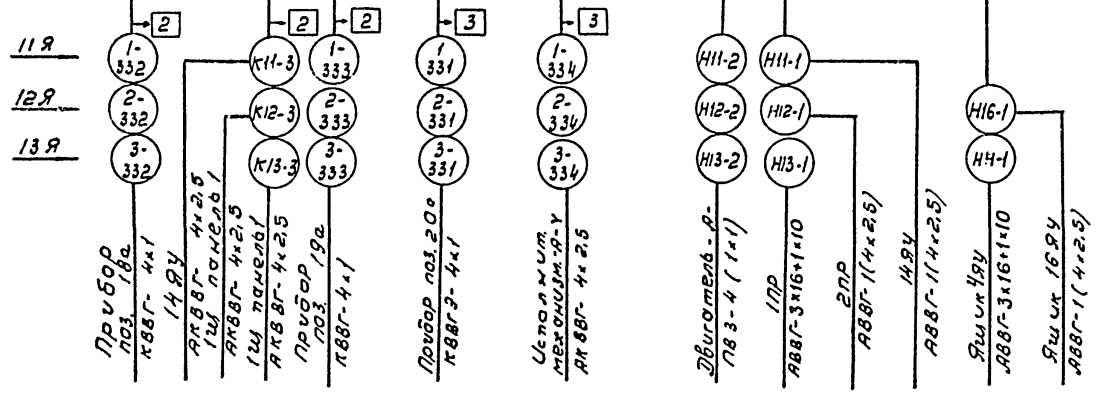 2 2 2 3 3
11Я 1-332 К11-3 1-333 1 331 1-334 Н11-2 Н11-1
12Я 2-332 К12-3 2-333 2-331 2-334 Н12-2 Н12-1 Н16-1
13Я 3-332 К13-3 3-333 3-331 3-334 Н13-2 Н13-1 Н4-1
Прибор
поз. 18а
КВВГ- 4х1
14ЯУ
АКВВГ- 4х2,5
1Щ панель1
АКВВГ- 4х2,5
1Щ панель1
АКВВГ-4х2,5
Прибор
поз. 19а
КВВГ-4х1
Прибор поз. 20а
КВВГЭ- 4х1
Исполнит.
механизм.-А-У
АКВВГ- 4х2.5
Двигатель-А-
ПВ3-4(1х1)
1ПР
АВВГ-3х16+1х10
2ПР
АВВГ-1(4х2,5)
14ЯУ
АВВГ-1(4х2,5)
Ящик 4ЯУ
АВВГ-3х16+1х10
Ящик 16ЯУ
АВВГ-1(4х2,5)